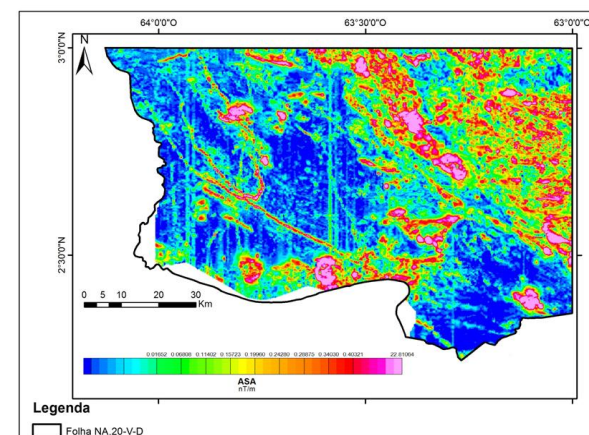 64°0'0"O 63°30'0"O 63°0'0"O
3°0'0"N
N
2°30'0"N
0 5 10 20 30
Km
0.01652 0.06800 0.11402 0.15723 0.19960 0.24280 0.28873 0.34030 0.40321 22.81064
ASA
nT/m
Legenda
Folha NA.20-V-D